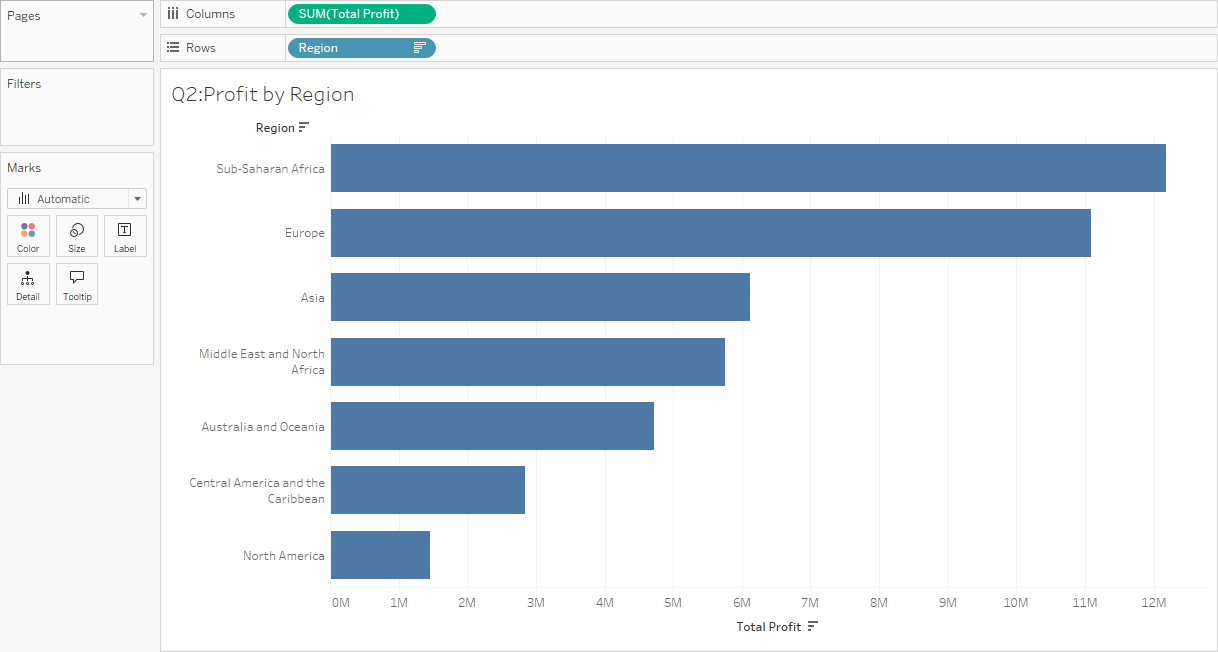 Pages
Columns
SUM(Total Profit)
Rows
Region
Filters
Marks
Automatic
Color
Size
Label
Detail
Tooltip
Q2:Profit by Region
Region
Sub-Saharan Africa
Europe
Asia
Middle East and North
Africa
Australia and Oceania
Central America and the
Caribbean
North America
0M 1M 2M 3M 4M 5M 6M 7M 8M 9M 10M 11M 12M
Total Profit